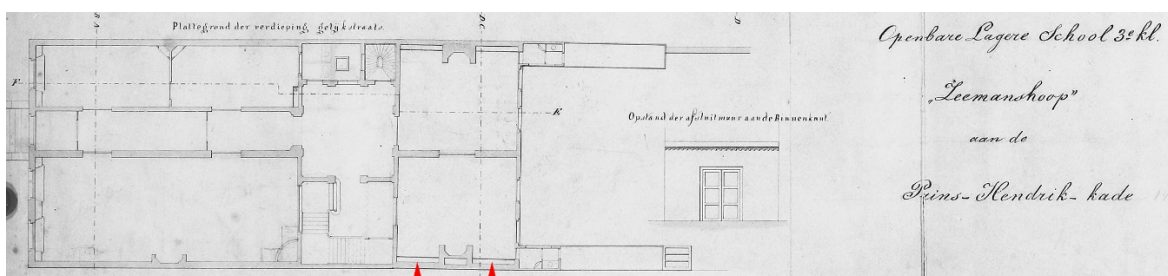 Plattegrond der verdieping gelijkstraats.
Openbare Lagere School 3e kl.
„Zeemanshoop"
aan de
Prins-Hendrik-kade
Opstand der afsluitmuur aan de Binnenkant.
F
E
D